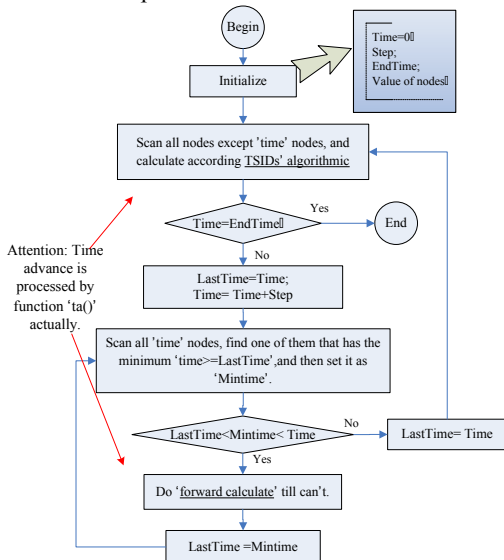 Begin
Initialize
Time=0
Step;
EndTime;
Value of nodes
Scan all nodes except 'time' nodes, and
calculate according TSIDs' algorithmic
Time=EndTime
Yes
End
No
Attention: Time
advance is
processed by
function 'ta()'
actually.
LastTime=Time;
Time= Time+Step
Scan all 'time' nodes, find one of them that has the
minimum 'time>=LastTime',and then set it as
'Mintime'.
LastTime<Mintime< Time
No
LastTime= Time
Yes
Do 'forward calculate' till can't.
LastTime =Mintime